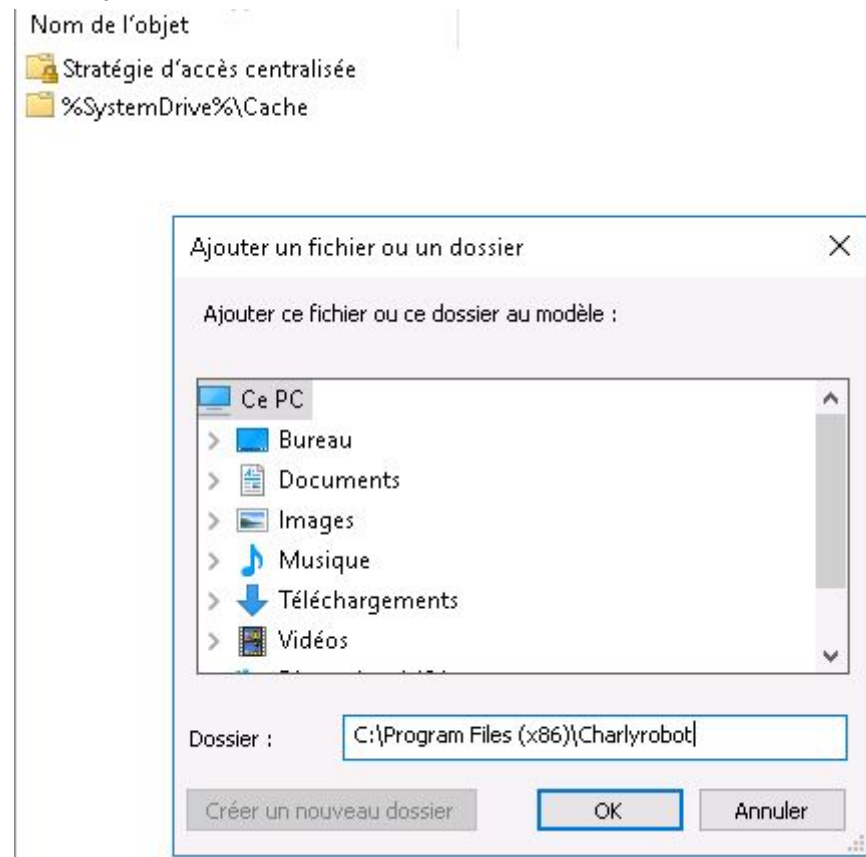 Nom de l'objet
Stratégie d'accès centralisée
%SystemDrive%\Cache
Ajouter un fichier ou un dossier
Ajouter ce fichier ou ce dossier au modèle :
Ce PC
Bureau
Documents
Images
Musique
Téléchargements
Vidéos
Dossier : C:\Program Files (x86)\Charlyrobot
Créer un nouveau dossier OK Annuler